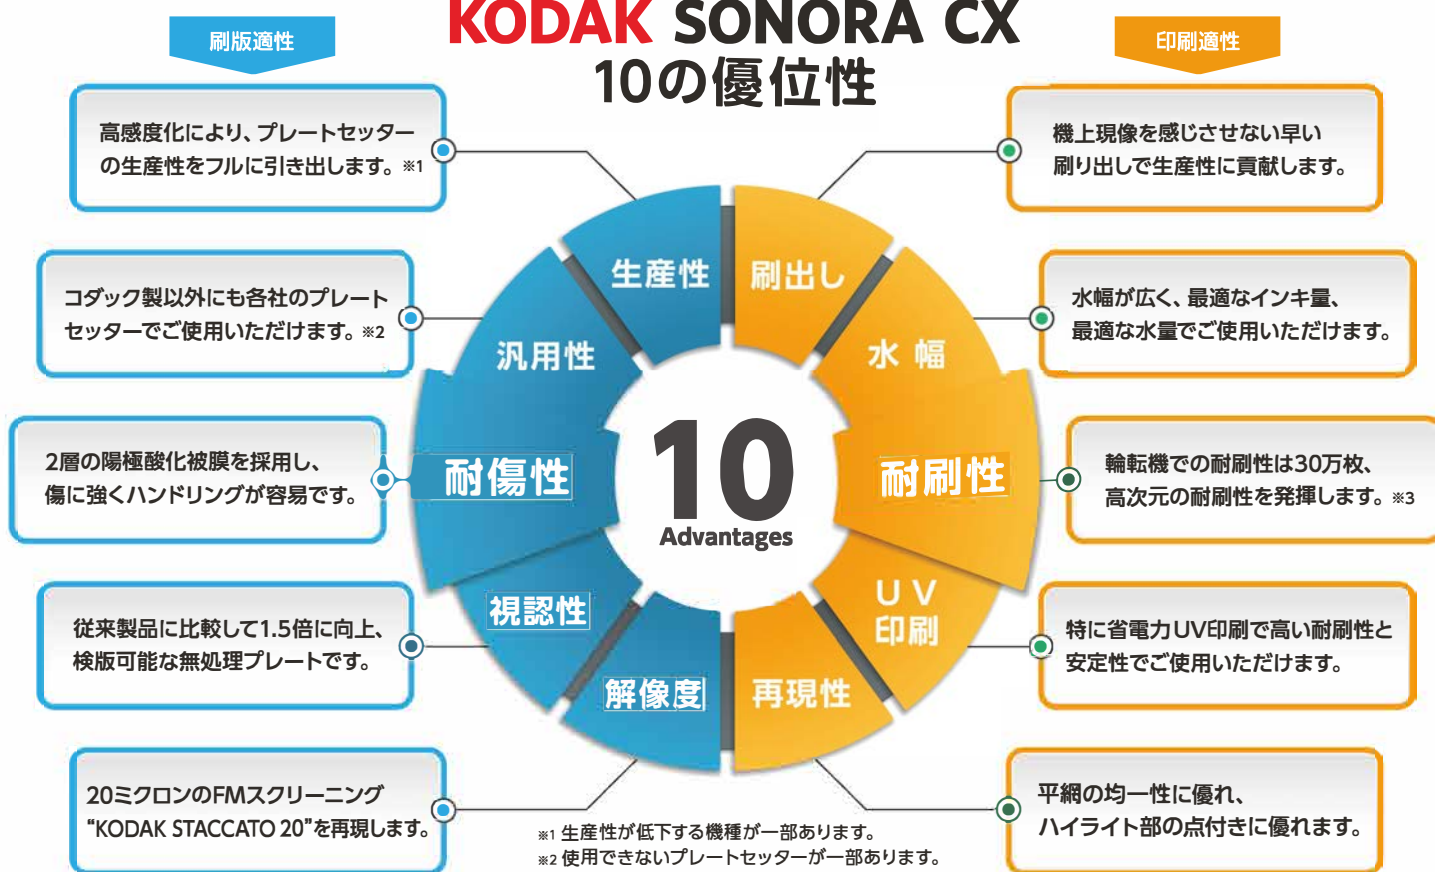 KODAK SONORA CX
10の優位性
刷版適性
印刷適性
高感度化により、プレートセッター
の生産性をフルに引き出します。※1
コダック製以外にも各社のプレート
セッターでご使用いただけます。※2
2層の陽極酸化被膜を採用し、
傷に強くハンドリングが容易です。
従来製品に比較して1.5倍に向上、
検版可能な無処理プレートです。
20ミクロンのFMスクリーニング
“KODAK STACCATO 20”を再現します。
生産性
汎用性
耐傷性
視認性
解像度
10
Advantages
刷出し
水 幅
耐刷性
U V
印刷
再現性
機上現像を感じさせない早い
刷り出しで生産性に貢献します。
水幅が広く、最適なインキ量、
最適な水量でご使用いただけます。
輪転機での耐刷性は30万枚、
高次元の耐刷性を発揮します。※3
特に省電力UV印刷で高い耐刷性と
安定性でご使用いただけます。
平網の均一性に優れ、
ハイライト部の点付きに優れます。
※1 生産性が低下する機種が一部あります。
※2 使用できないプレートセッターが一部あります。